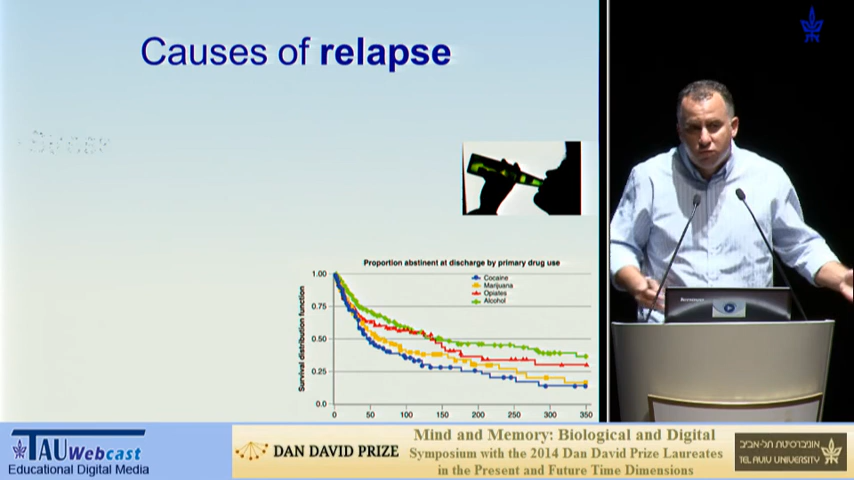 Causes of relapse
Proportion abstinent at discharge by primary drug use
Cocaine
Marijuana
Opiates
Alcohol
Survival distribution function
1.00
0.75
0.50
0.25
0.0
0 50 100 150 200 250 300 350
lenovo
TAU Webcast
Educational Digital Media
DAN DAVID PRIZE
Mind and Memory: Biological and Digital
Symposium with the 2014 Dan David Prize Laureates
in the Present and Future Time Dimensions
אוניברסיטת תל-אביב
TEL AVIV UNIVERSITY